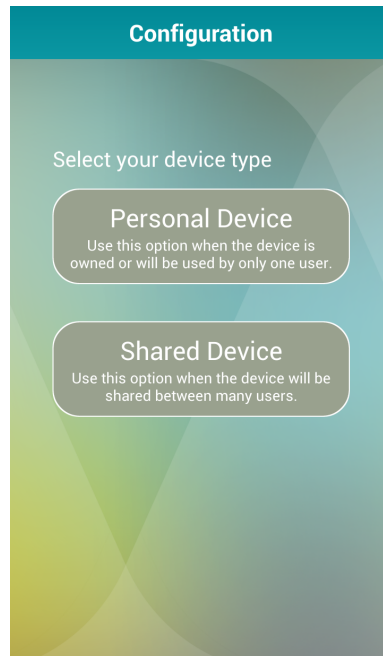 Configuration
Select your device type
Personal Device
Use this option when the device is
owned or will be used by only one user.
Shared Device
Use this option when the device will be
shared between many users.